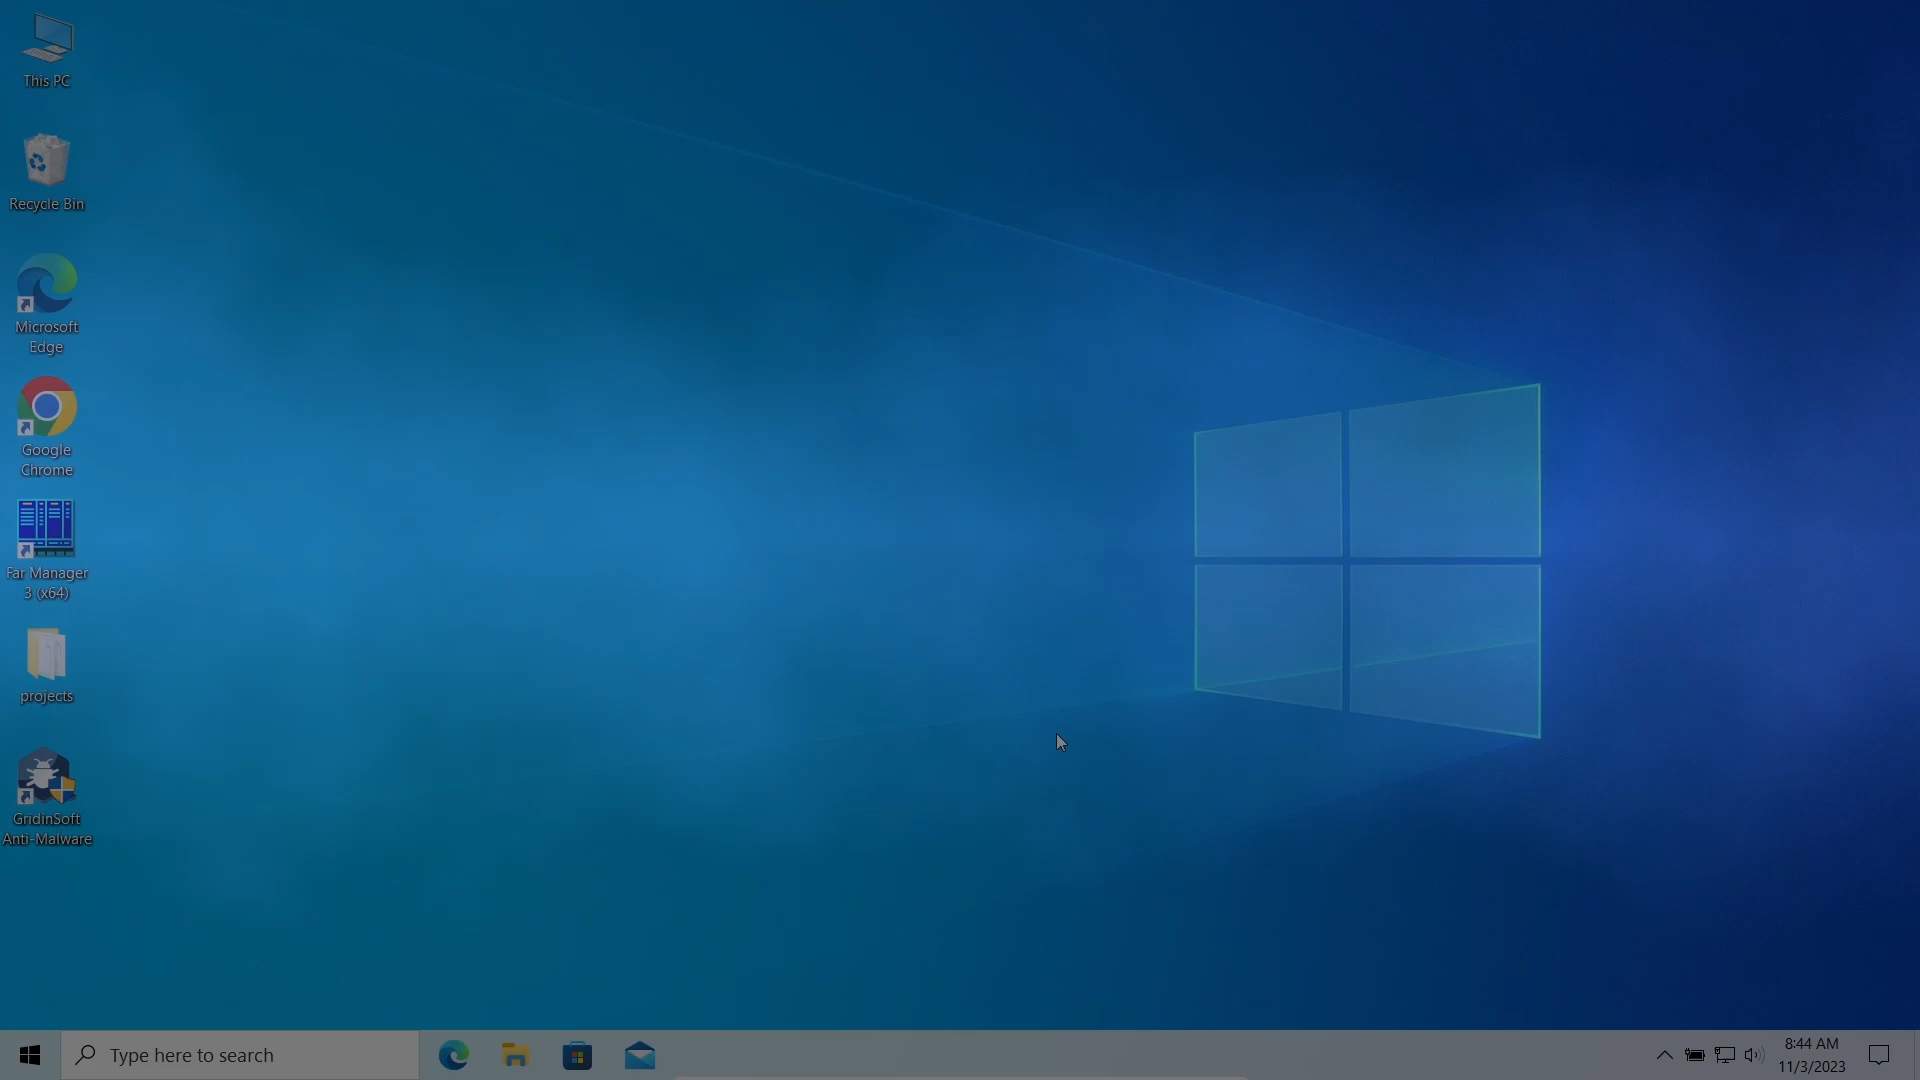 This PC
Recycle Bin
Microsoft
Edge
Google
Chrome
Far Manager
3 (x64)
projects
GridinSoft
Anti-Malware
Type here to search
8:44 AM
11/3/2023